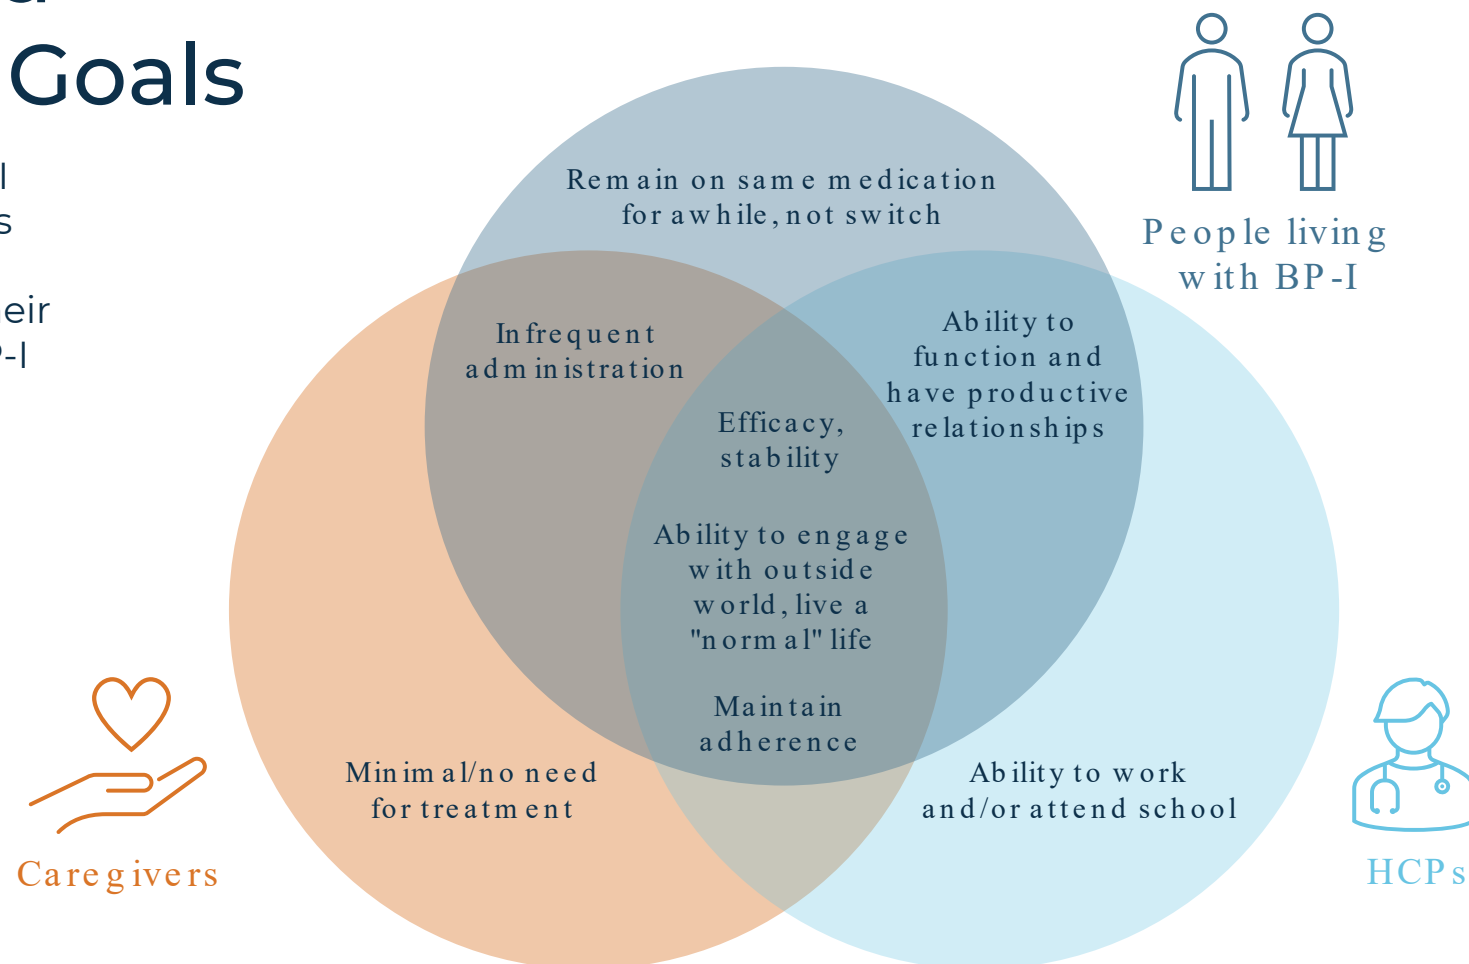 Goals
Remain on same medication
for awhile, not switch
People living
with BP-I
Infrequent
administration
Ability to
function and
have productive
relationships
Efficacy,
stability
Ability to engage
with outside
world, live a
"normal" life
Maintain
adherence
Minimal/no need
for treatment
Ability to work
and/or attend school
Caregivers
HCPs